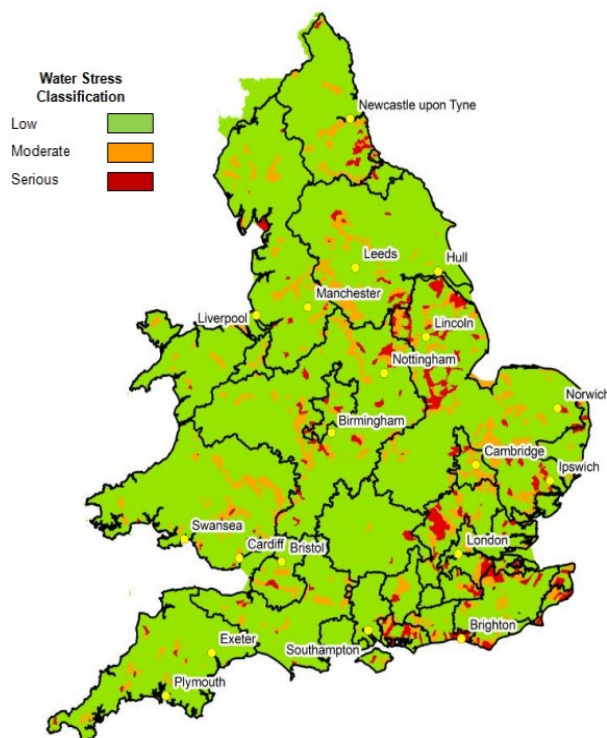 Water Stress
Classification
Low
Moderate
Serious
Newcastle upon Tyne
Leeds
Hull
Manchester
Liverpool
Lincoln
Nottingham
Norwich
Birmingham
Cambridge
Ipswich
Swansea
Cardiff
Bristol
London
Brighton
Exeter
Southampton
Plymouth